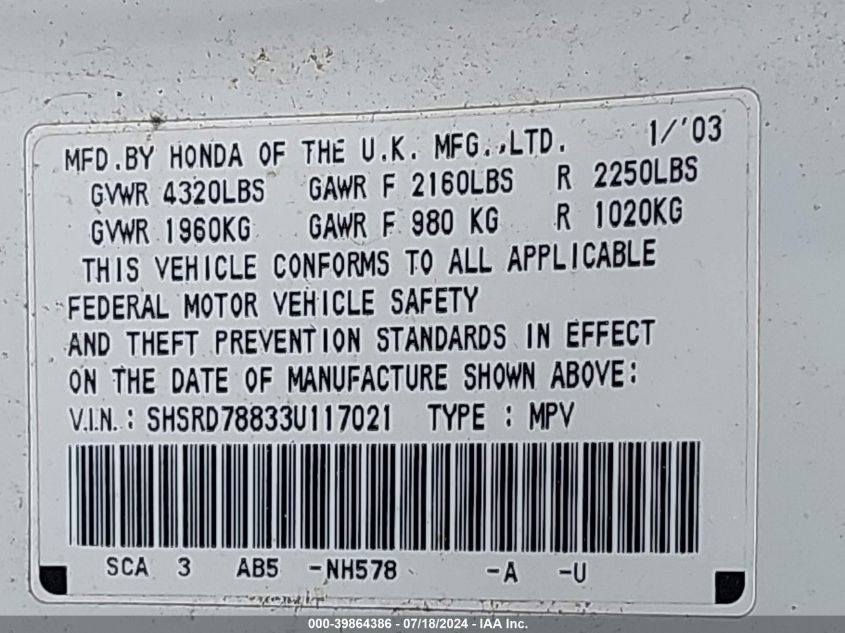 MFD.BY HONDA OF THE U.K. MFG.,LTD. 1/'03
GVWR 4320LBS GAWR F 2160LBS R 2250LBS
GVWR 1960KG GAWR F 980 KG R 1020KG
THIS VEHICLE CONFORMS TO ALL APPLICABLE
FEDERAL MOTOR VEHICLE SAFETY
AND THEFT PREVENTION STANDARDS IN EFFECT
ON THE DATE OF MANUFACTURE SHOWN ABOVE:
V.I.N.: SHSRD78833U117021 TYPE : MPV
SCA 3 AB5 -NH578 -A -U
000-39864386 - 07/18/2024 - IAA Inc.